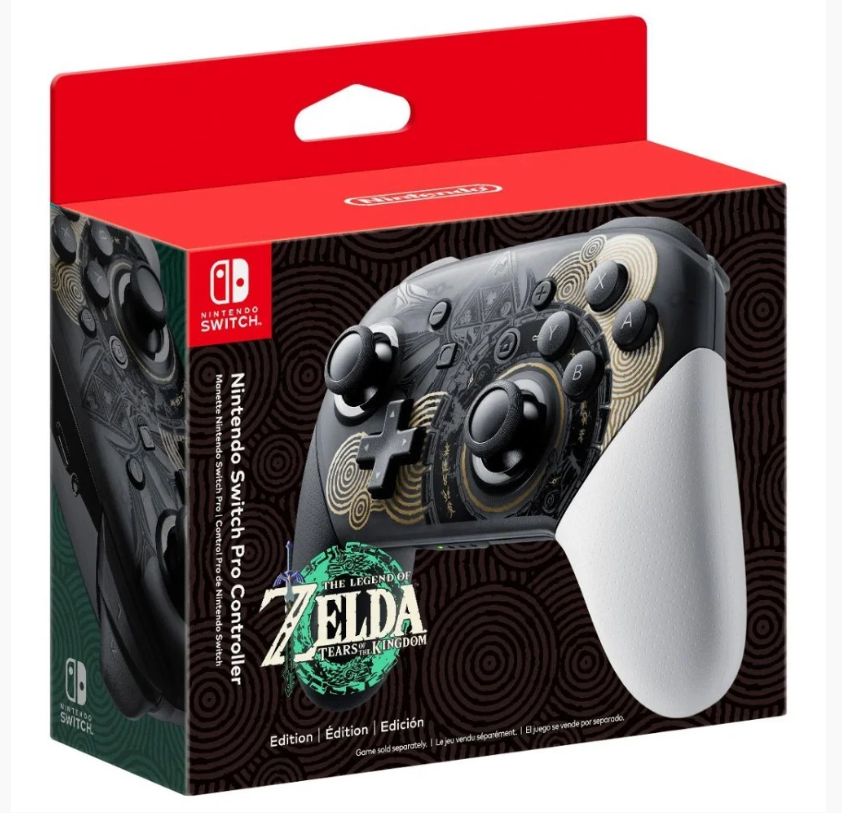 Nintendo
NINTENDO
SWITCH™
Nintendo Switch Pro Controller
Manette Nintendo Switch Pro | Control Pro de Nintendo Switch
X
A
Y
B
THE LEGEND OF
ZELDA
TEARS OF THE KINGDOM
Edition | Édition | Edición
Game sold separately. | Le jeu vendu séparément. | El juego se vende por separado.
NINTENDO
SWITCH™